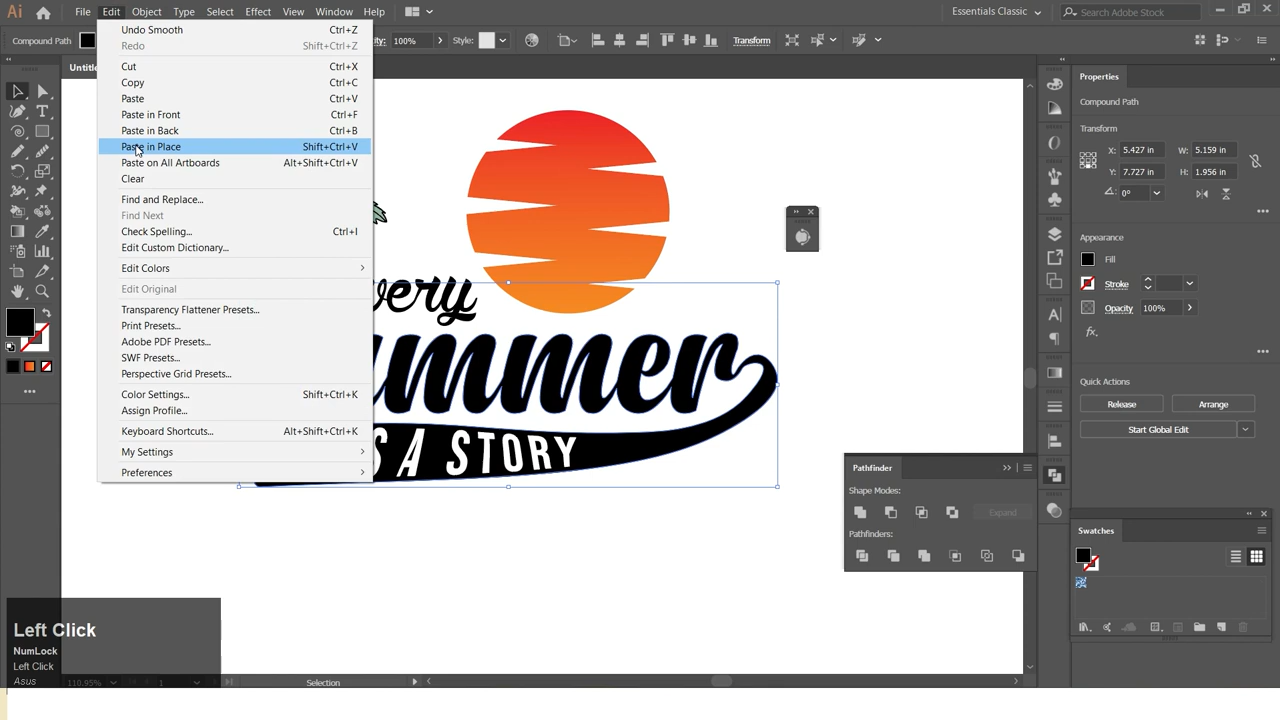 Ai File Edit Object Type Select Effect View Window Help Essentials Classic Search Adobe Stock
Compound Path 100% Style: Transform
Undo Smooth Ctrl+Z
Redo Shift+Ctrl+Z
Cut Ctrl+X
Copy Ctrl+C
Paste Ctrl+V
Paste in Front Ctrl+F
Paste in Back Ctrl+B
Paste in Place Shift+Ctrl+V
Paste on All Artboards Alt+Shift+Ctrl+V
Clear
Find and Replace...
Find Next
Check Spelling... Ctrl+I
Edit Custom Dictionary...
Edit Colors
Edit Original
Transparency Flattener Presets...
Print Presets...
Adobe PDF Presets...
SWF Presets...
Perspective Grid Presets...
Color Settings... Shift+Ctrl+K
Assign Profile...
Keyboard Shortcuts... Alt+Shift+Ctrl+K
My Settings
Preferences
very
ummer
S A STORY
Properties
Compound Path
Transform
X: 5.427 in W: 5.159 in
Y: 7.727 in H: 1.956 in
0°
Appearance
Fill
Stroke
Opacity 100%
fx.
Quick Actions
Release Arrange
Start Global Edit
Pathfinder
Shape Modes:
Expand
Pathfinders:
Swatches
Left Click
NumLock
Left Click
Asus
110.95% 1 Selection